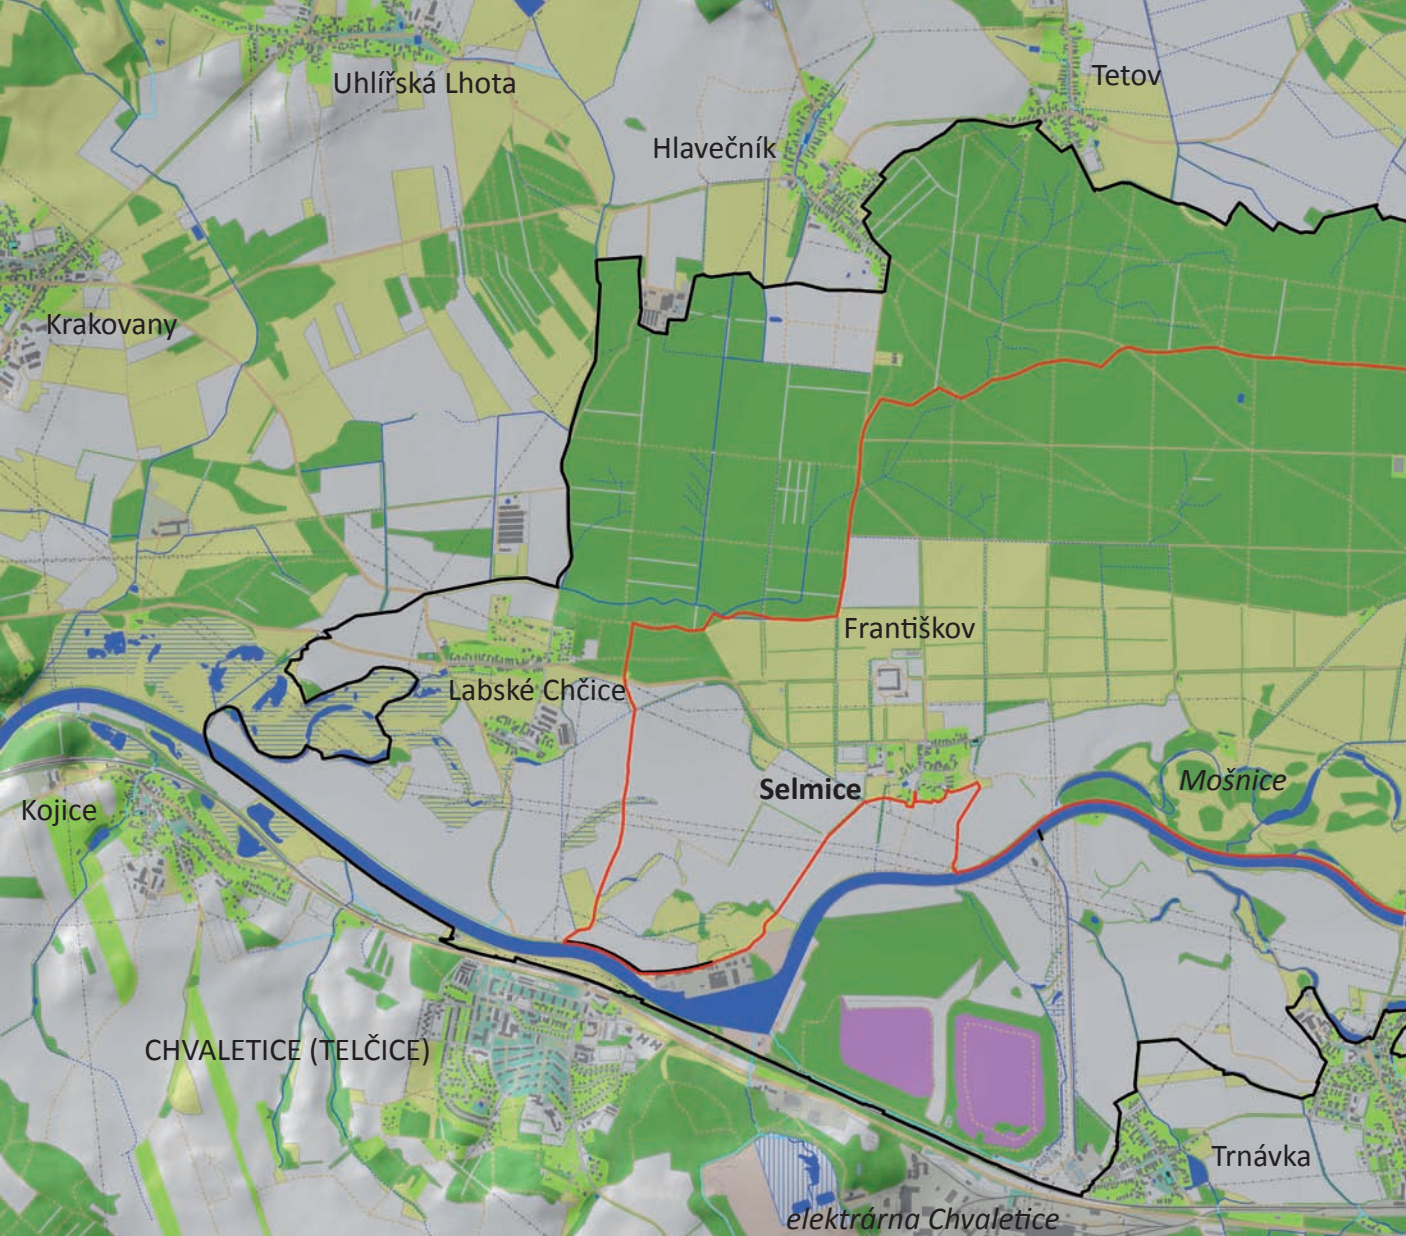 Uhlířská Lhota
Tetov
Hlavečník
Krakovany
Františkov
Labské Chčice
Selmice
Mošnice
Kojice
CHVALETICE (TELČICE)
Trnávka
elektrárna Chvaletice